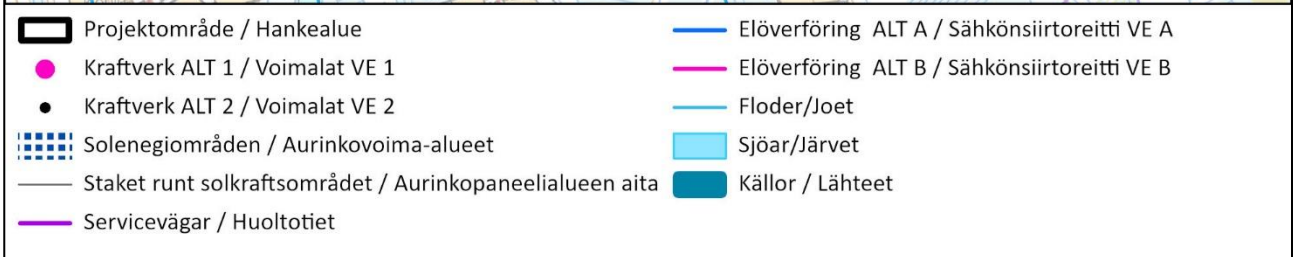 Projektområde / Hankealue
Kraftverk ALT 1 / Voimalat VE 1
Kraftverk ALT 2 / Voimalat VE 2
Solenegiområden / Aurinkovoima-alueet
Staket runt solkraftsområdet / Aurinkopaneelialueen aita
Servicevägar / Huoltotiet
Elöverföring ALT A / Sähkönsiirtoreitti VE A
Elöverföring ALT B / Sähkönsiirtoreitti VE B
Floder/Joet
Sjöar/Järvet
Källor / Lähteet